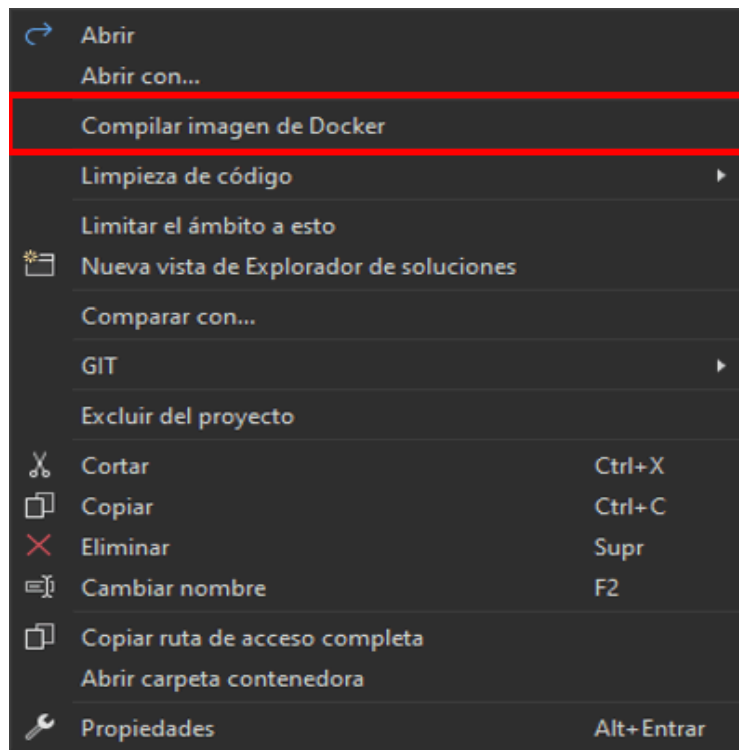 Abrir
Abrir con...
Compilar imagen de Docker
Limpieza de código
Limitar el ámbito a esto
Nueva vista de Explorador de soluciones
Comparar con...
GIT
Excluir del proyecto
Cortar Ctrl+X
Copiar Ctrl+C
Eliminar Supr
Cambiar nombre F2
Copiar ruta de acceso completa
Abrir carpeta contenedora
Propiedades Alt+Entrar